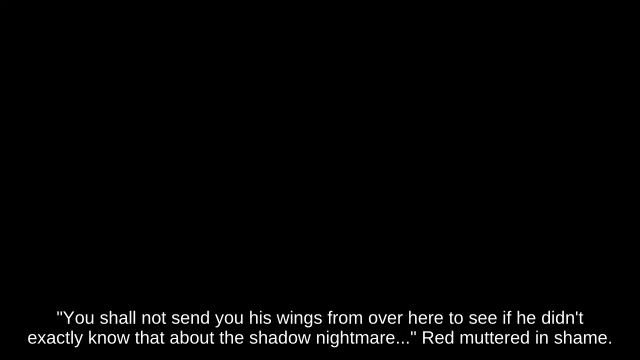 "You shall not send you his wings from over here to see if he didn't
exactly know that about the shadow nightmare..." Red muttered in shame.